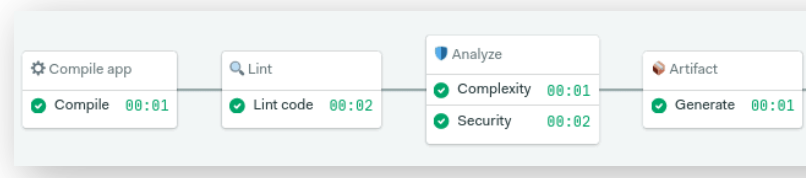 Compile app
Compile 00:01
Lint
Lint code 00:02
Analyze
Complexity 00:01
Security 00:02
Artifact
Generate 00:01